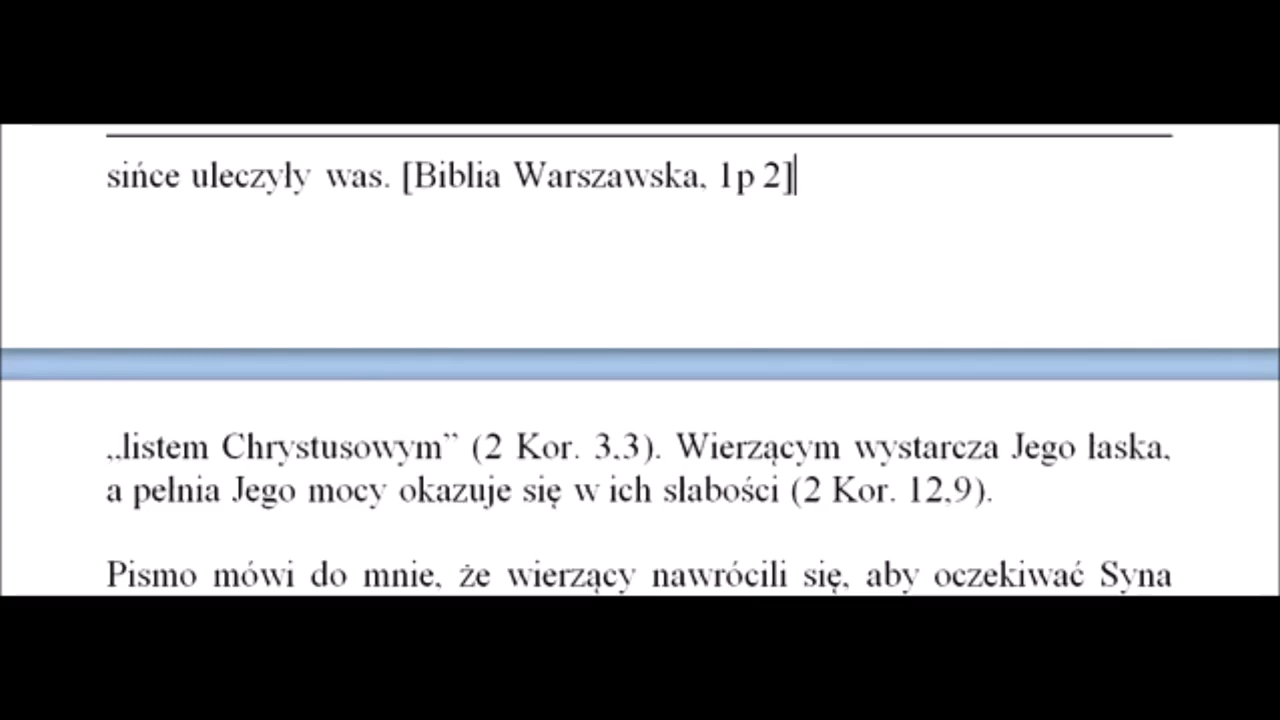 sińce uleczyły was. [Biblia Warszawska, 1p 2]
„listem Chrystusowym” (2 Kor. 3,3). Wierzącym wystarcza Jego łaska,
a pełnia Jego mocy okazuje się w ich słabości (2 Kor. 12,9).
Pismo mówi do mnie, że wierzący nawrócili się, aby oczekiwać Syna